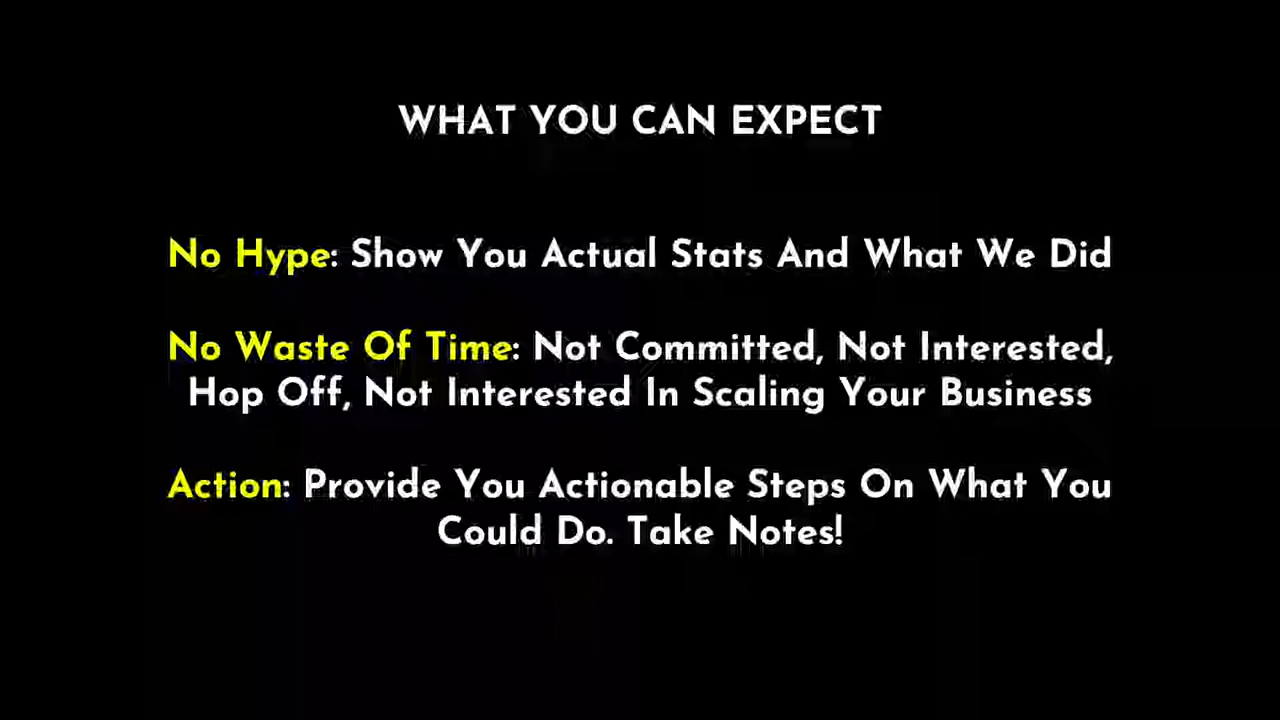 WHAT YOU CAN EXPECT
No Hype: Show You Actual Stats And What We Did
No Waste Of Time: Not Committed, Not Interested,
Hop Off, Not Interested In Scaling Your Business
Action: Provide You Actionable Steps On What You
Could Do. Take Notes!